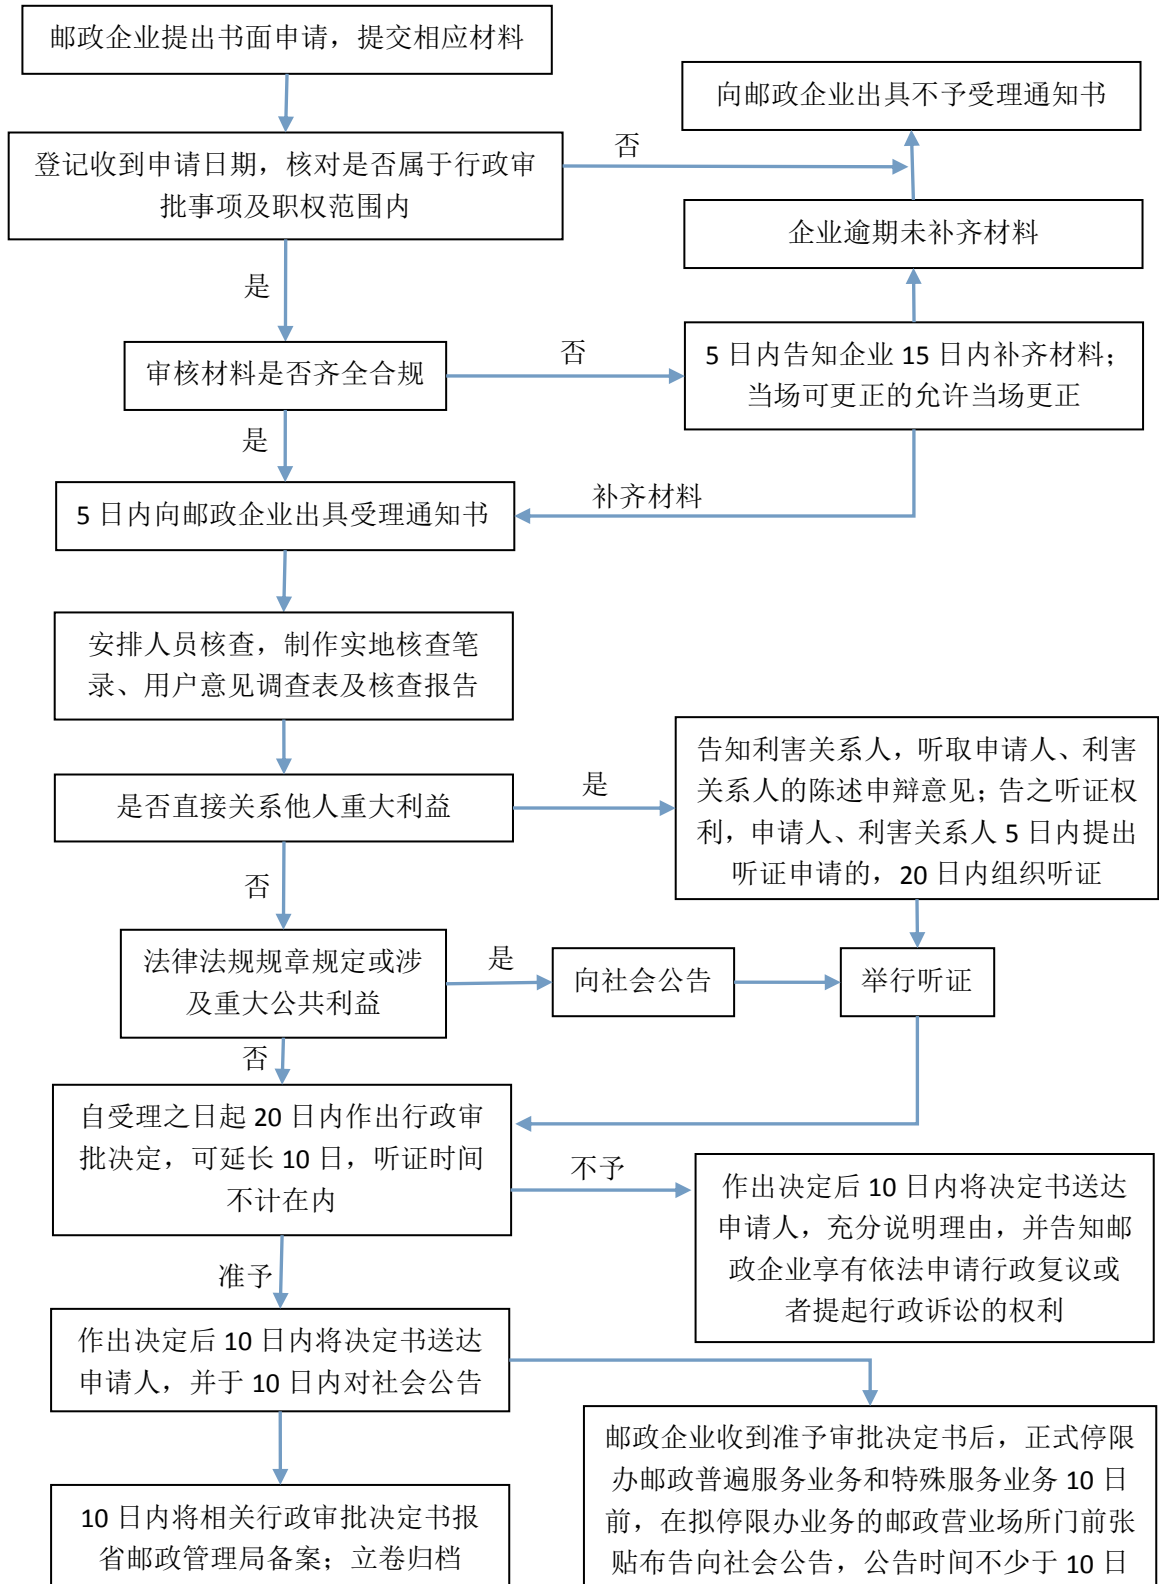 邮政企业提出书面申请，提交相应材料
向邮政企业出具不予受理通知书
登记收到申请日期，核对是否属于行政审
批事项及职权范围内
否
企业逾期未补齐材料
是
审核材料是否齐全合规
否
5 日内告知企业 15 日内补齐材料；
当场可更正的允许当场更正
是
补齐材料
5 日内向邮政企业出具受理通知书
安排人员核查，制作实地核查笔
录、用户意见调查表及核查报告
是否直接关系他人重大利益
是
告知利害关系人，听取申请人、利害
关系人的陈述申辩意见；告之听证权
利，申请人、利害关系人 5 日内提出
听证申请的，20 日内组织听证
否
法律法规规章规定或涉
及重大公共利益
是
向社会公告
举行听证
否
自受理之日起 20 日内作出行政审
批决定，可延长 10 日，听证时间
不计在内
不予
作出决定后 10 日内将决定书送达
申请人，充分说明理由，并告知邮
政企业享有依法申请行政复议或
者提起行政诉讼的权利
准予
作出决定后 10 日内将决定书送达
申请人，并于 10 日内对社会公告
10 日内将相关行政审批决定书报
省邮政管理局备案；立卷归档
邮政企业收到准予审批决定书后，正式停限
办邮政普遍服务业务和特殊服务业务 10 日
前，在拟停限办业务的邮政营业场所门前张
贴布告向社会公告，公告时间不少于 10 日